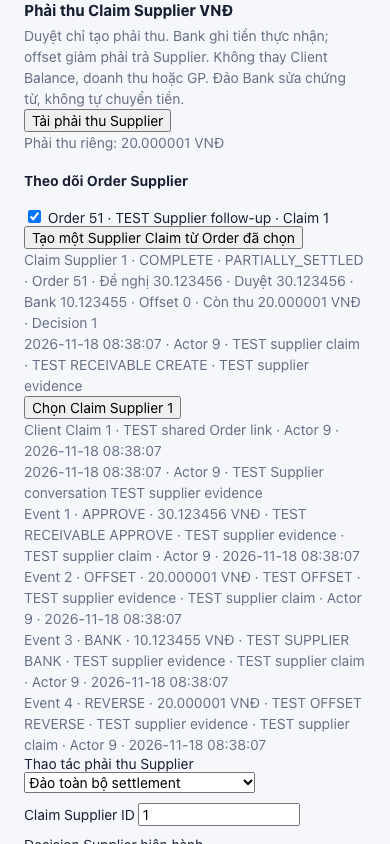 Phải thu Claim Supplier VNĐ
Duyệt chỉ tạo phải thu. Bank ghi tiền thực nhận;
offset giảm phải trả Supplier. Không thay Client
Balance, doanh thu hoặc GP. Đảo Bank sửa chứng
từ, không tự chuyển tiền.
Tải phải thu Supplier
Phải thu riêng: 20.000001 VNĐ
Theo dõi Order Supplier
Order 51 · TEST Supplier follow-up · Claim 1
Tạo một Supplier Claim từ Order đã chọn
Claim Supplier 1 · COMPLETE · PARTIALLY_SETTLED
· Order 51 · Đề nghị 30.123456 · Duyệt 30.123456 ·
Bank 10.123455 · Offset 0 · Còn thu 20.000001 VNĐ
· Decision 1
2026-11-18 08:38:07 · Actor 9 · TEST supplier claim
· TEST RECEIVABLE CREATE · TEST supplier
evidence
Chọn Claim Supplier 1
Client Claim 1 · TEST shared Order link · Actor 9 ·
2026-11-18 08:38:07
2026-11-18 08:38:07 · Actor 9 · TEST Supplier
conversation TEST supplier evidence
Event 1 · APPROVE · 30.123456 VNĐ · TEST
RECEIVABLE APPROVE · TEST supplier evidence ·
TEST supplier claim · Actor 9 · 2026-11-18 08:38:07
Event 2 · OFFSET · 20.000001 VNĐ · TEST OFFSET ·
TEST supplier evidence · TEST supplier claim · Actor
9 · 2026-11-18 08:38:07
Event 3 · BANK · 10.123455 VNĐ · TEST SUPPLIER
BANK · TEST supplier evidence · TEST supplier claim
· Actor 9 · 2026-11-18 08:38:07
Event 4 · REVERSE · 20.000001 VNĐ · TEST OFFSET
REVERSE · TEST supplier evidence · TEST supplier
claim · Actor 9 · 2026-11-18 08:38:07
Thao tác phải thu Supplier
Đảo toàn bộ settlement
Claim Supplier ID 1
Decision Supplier hiện hành